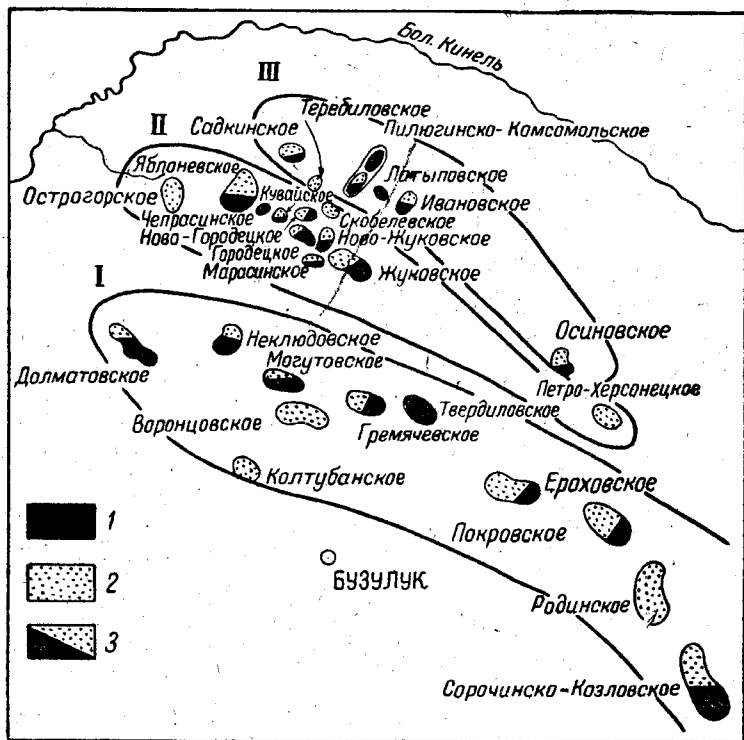 Бол. Кинель
III
Теребиловское
Садкинское
Пилюгинско-Комсомольское
II
Яблоневское
Латыповское
Острогорское
Кувайское
Ивановское
Чепрасинское
Скобелевское
Ново-Городецкое
Ново-Жуковское
Городецкое
Марасинское
Жуковское
I
Осиновское
Неклюдовское
Долматовское
Могутовское
Петро-Херсонецкое
Твердиловское
Воронцовское
Гремячевское
Колтубанское
Ероховское
1
Покровское
БУЗУЛУК
2
Родинское
3
Сорочинско-Козловское